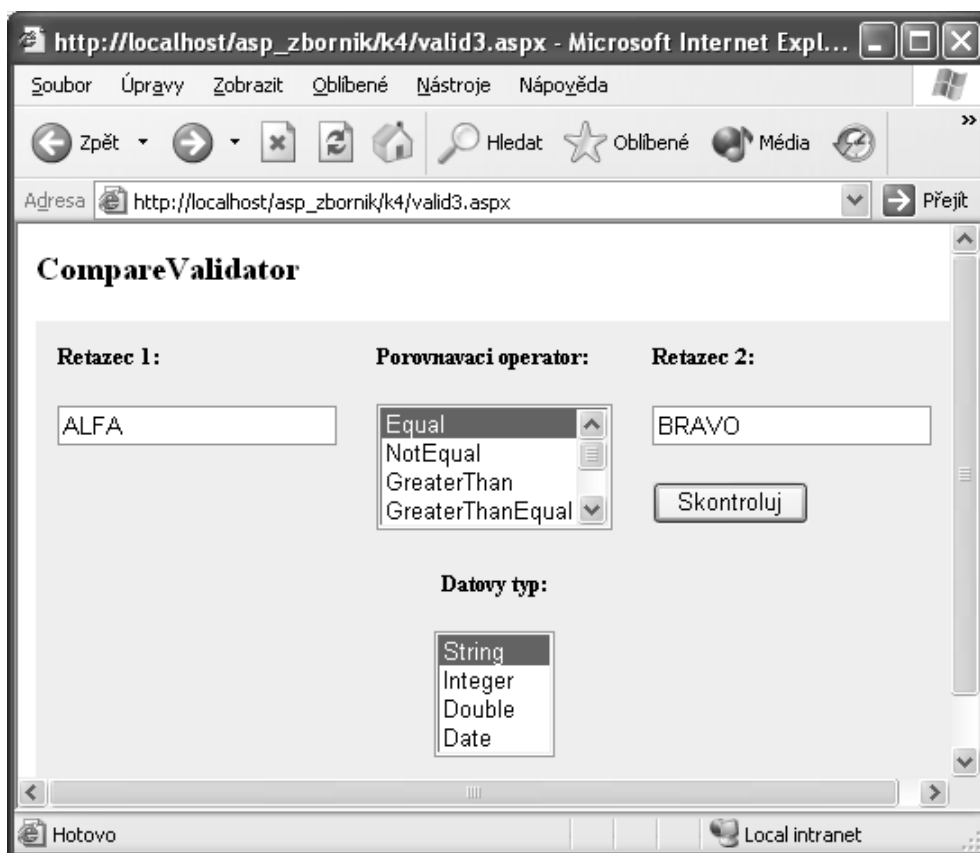 http://localhost/asp_zbornik/k4/valid3.aspx - Microsoft Internet Expl...
Soubor Úpravy Zobrazit Oblíbené Nástroje Nápověda
Zpět Hledat Oblíbené Média »
Adresa http://localhost/asp_zbornik/k4/valid3.aspx Přejít
CompareValidator
Retazec 1: Porovnavaci operator: Retazec 2:
ALFA Equal BRAVO
NotEqual
GreaterThan
GreaterThanEqual Skontroluj
Datovy typ:
String
Integer
Double
Date
Hotovo Local intranet